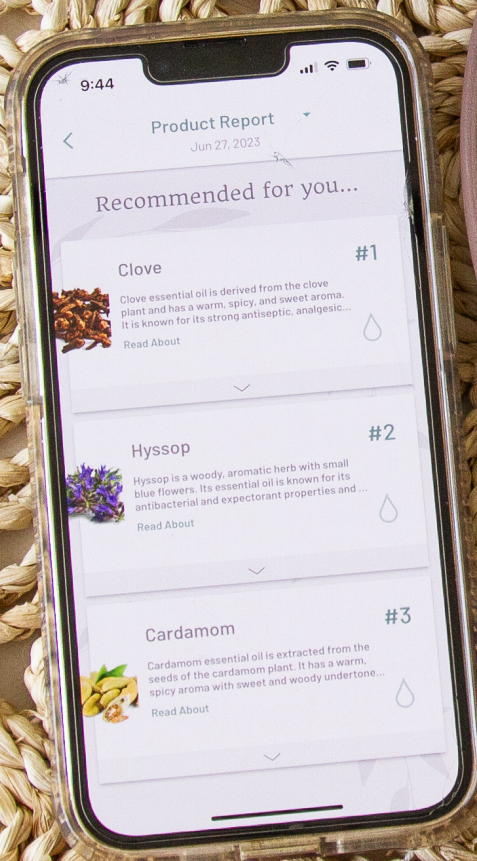 9:44
Product Report
Jun 27, 2023
Recommended for you...
Clove
#1
Clove essential oil is derived from the clove
plant and has a warm, spicy, and sweet aroma.
It is known for its strong antiseptic, analgesic...
Read About
Hyssop
#2
Hyssop is a woody, aromatic herb with small
blue flowers. Its essential oil is known for its
antibacterial and expectorant properties and ...
Read About
Cardamom
#3
Cardamom essential oil is extracted from the
seeds of the cardamom plant. It has a warm,
spicy aroma with sweet and woody undertone...
Read About